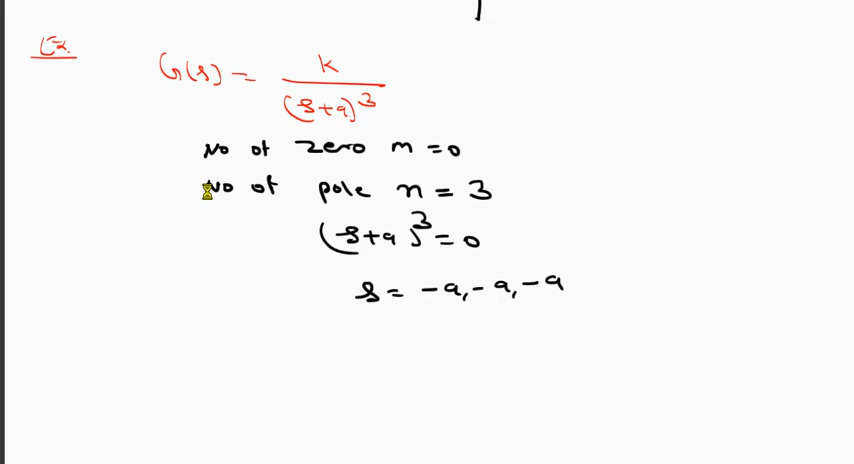 Ex.
G(s) = K / (s+a)^3
No of zero m = 0
No of pole n = 3
(s+a)^3 = 0
s = -a, -a, -a